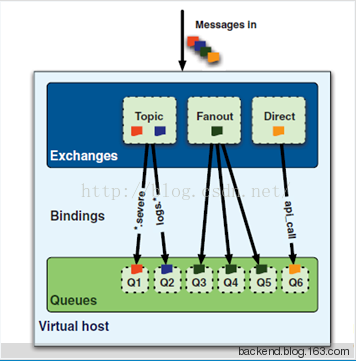 Messages in
Topic
Fanout
Direct
Exchanges
http://blog.csdn.net/
Bindings
*.severe
logs.*
api_call
Q1
Q2
Q3
Q4
Q5
Q6
Queues
Virtual host
backend.blog.163.com